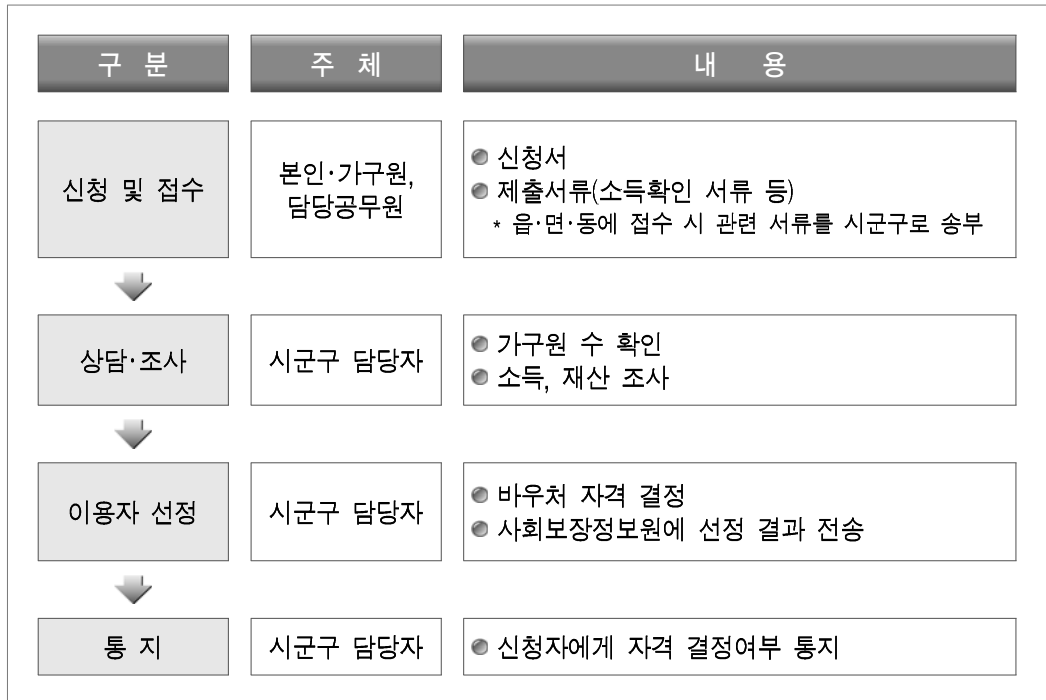 구 분
주 체
내 용
신청 및 접수
본인·가구원,
담당공무원
신청서
제출서류(소득확인 서류 등)
* 읍·면·동에 접수 시 관련 서류를 시군구로 송부
상담·조사
시군구 담당자
가구원 수 확인
소득, 재산 조사
이용자 선정
시군구 담당자
바우처 자격 결정
사회보장정보원에 선정 결과 전송
통 지
시군구 담당자
신청자에게 자격 결정여부 통지